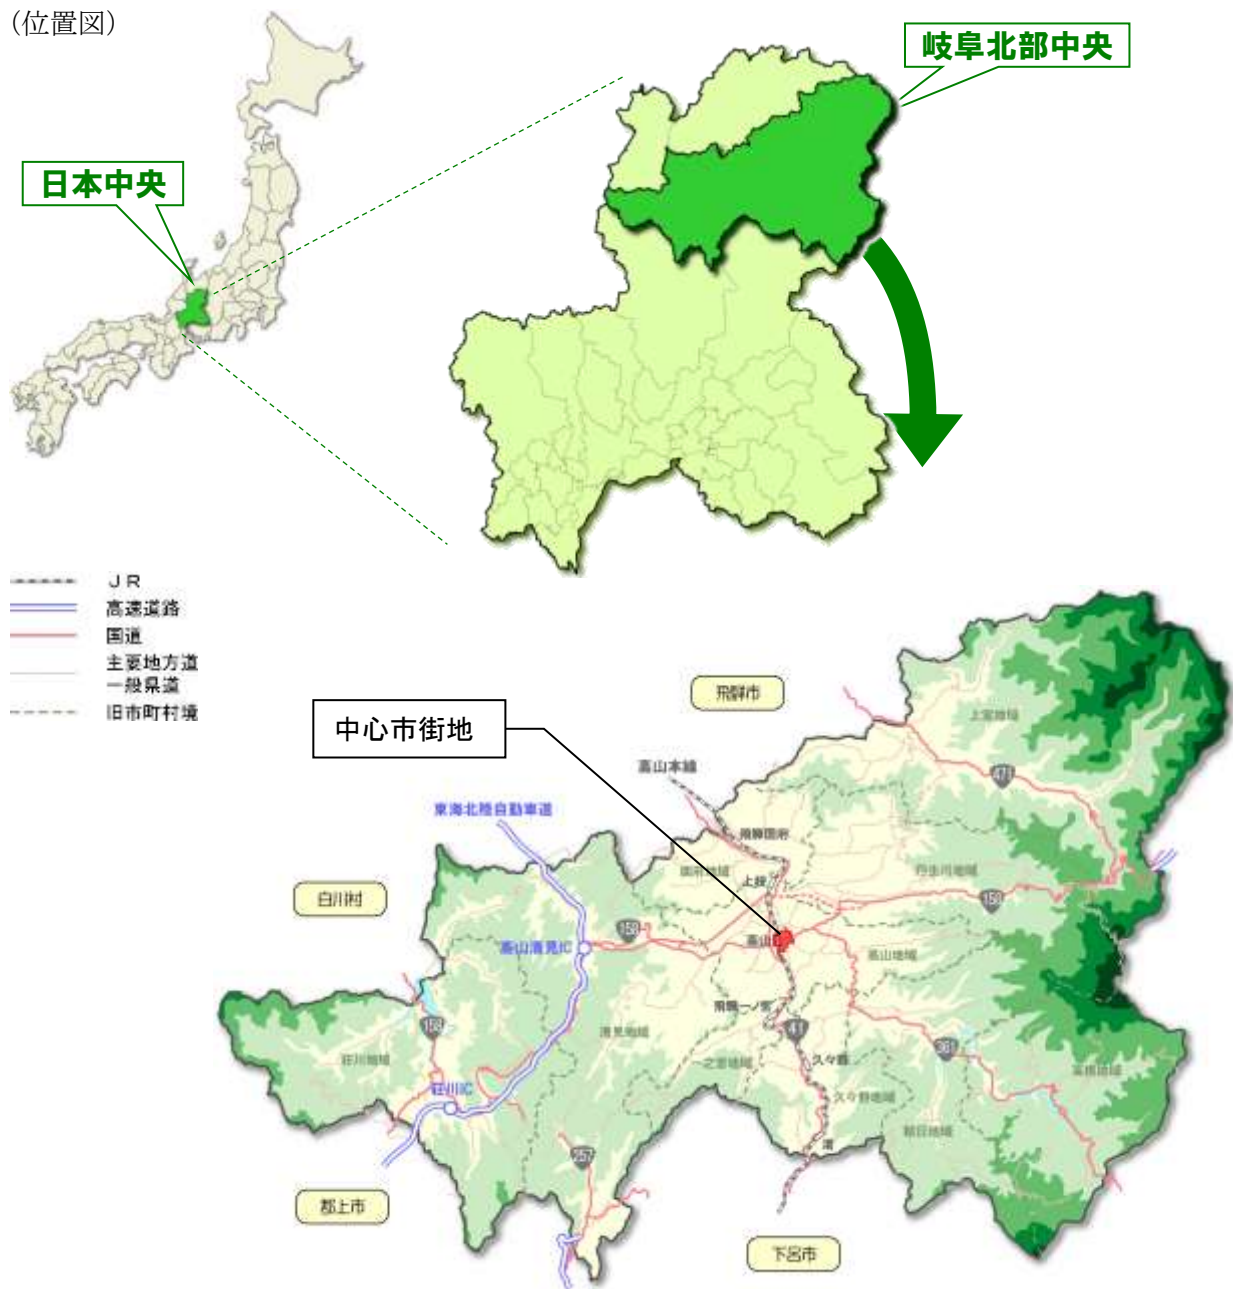 （位置図）
岐阜北部中央
日本中央
ＪＲ
高速道路
国道
主要地方道
一般県道
旧市町村境
飛騨市
中心市街地
上宝地域
高山本線
471
東海北陸自動車道
飛騨国府
国府地域
上枝
丹生川地域
白川村
158
158
高山清見IC
高山
高山地域
飛騨一ノ宮
158
41
清見地域
361
荘川地域
一之宮地域
久々野
高根地域
荘川IC
久々野地域
朝日地域
渚
257
郡上市
下呂市